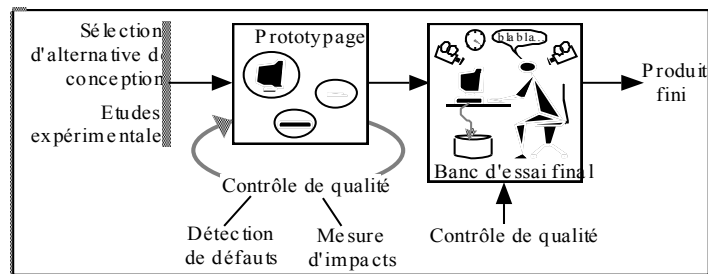 Sélection
d'alternative de
conception
Etudes
expérimentale
Prototypage
blabla...
Banc d'essai final
Produit
fini
Contrôle de qualité
Détection
de défauts
Mesure
d'impacts
Contrôle de qualité